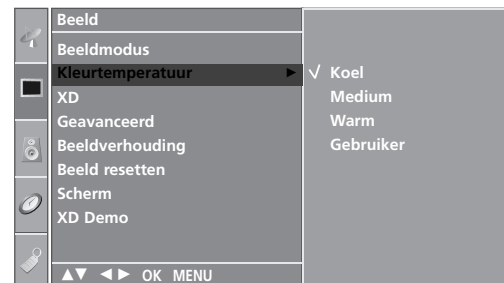 Beeld
Beeldmodus
Kleurtemperatuur ►
XD
Geavanceerd
Beeldverhouding
Beeld resetten
Scherm
XD Demo
▲▼ ◄► OK MENU
√ Koel
Medium
Warm
Gebruiker